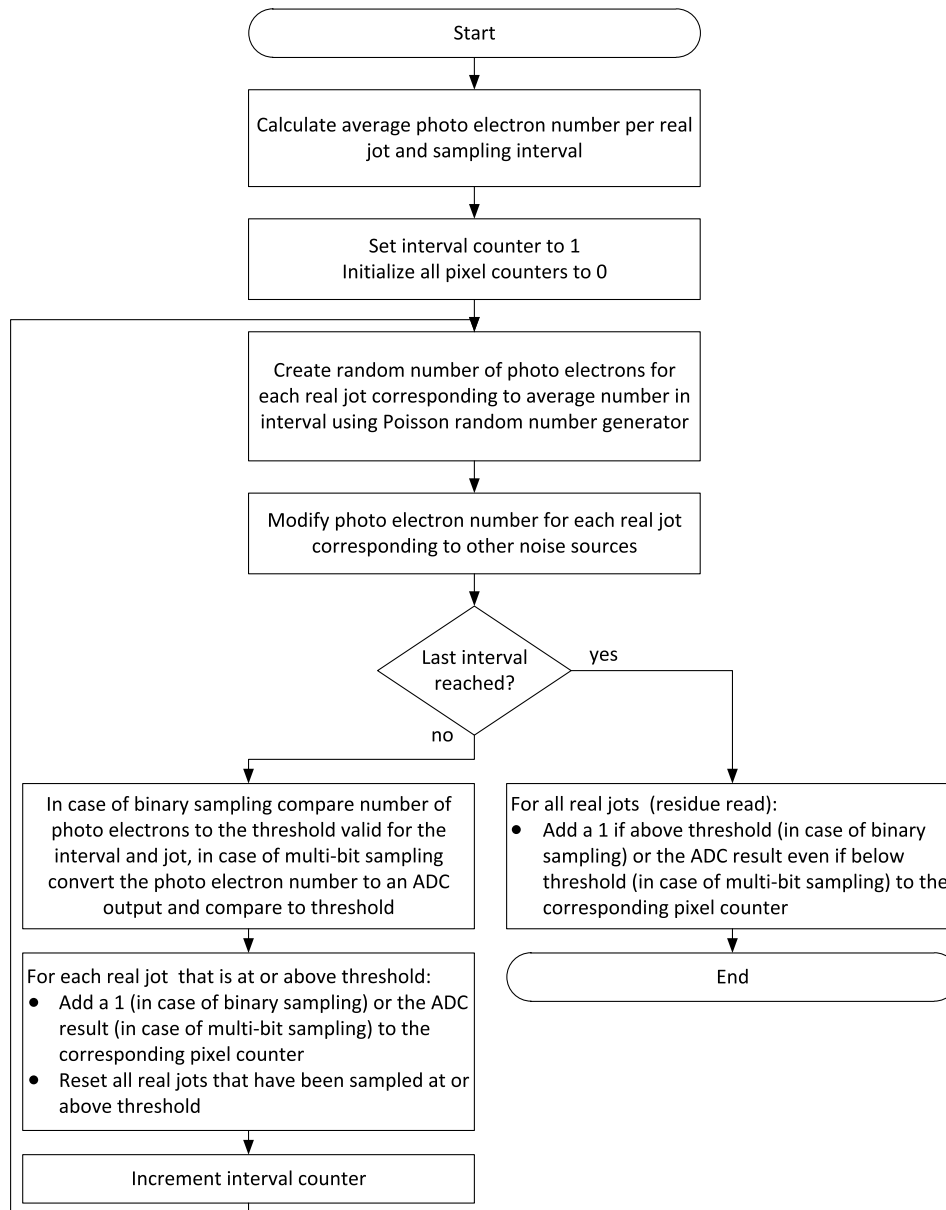 Start
Calculate average photo electron number per real
jot and sampling interval
Set interval counter to 1
Initialize all pixel counters to 0
Create random number of photo electrons for
each real jot corresponding to average number in
interval using Poisson random number generator
Modify photo electron number for each real jot
corresponding to other noise sources
Last interval
reached?
yes
no
In case of binary sampling compare number of
photo electrons to the threshold valid for the
interval and jot, in case of multi-bit sampling
convert the photo electron number to an ADC
output and compare to threshold
For each real jot that is at or above threshold:
● Add a 1 (in case of binary sampling) or the ADC
result (in case of multi-bit sampling) to the
corresponding pixel counter
● Reset all real jots that have been sampled at or
above threshold
Increment interval counter
For all real jots (residue read):
● Add a 1 if above threshold (in case of binary
sampling) or the ADC result even if below
threshold (in case of multi-bit sampling) to the
corresponding pixel counter
End